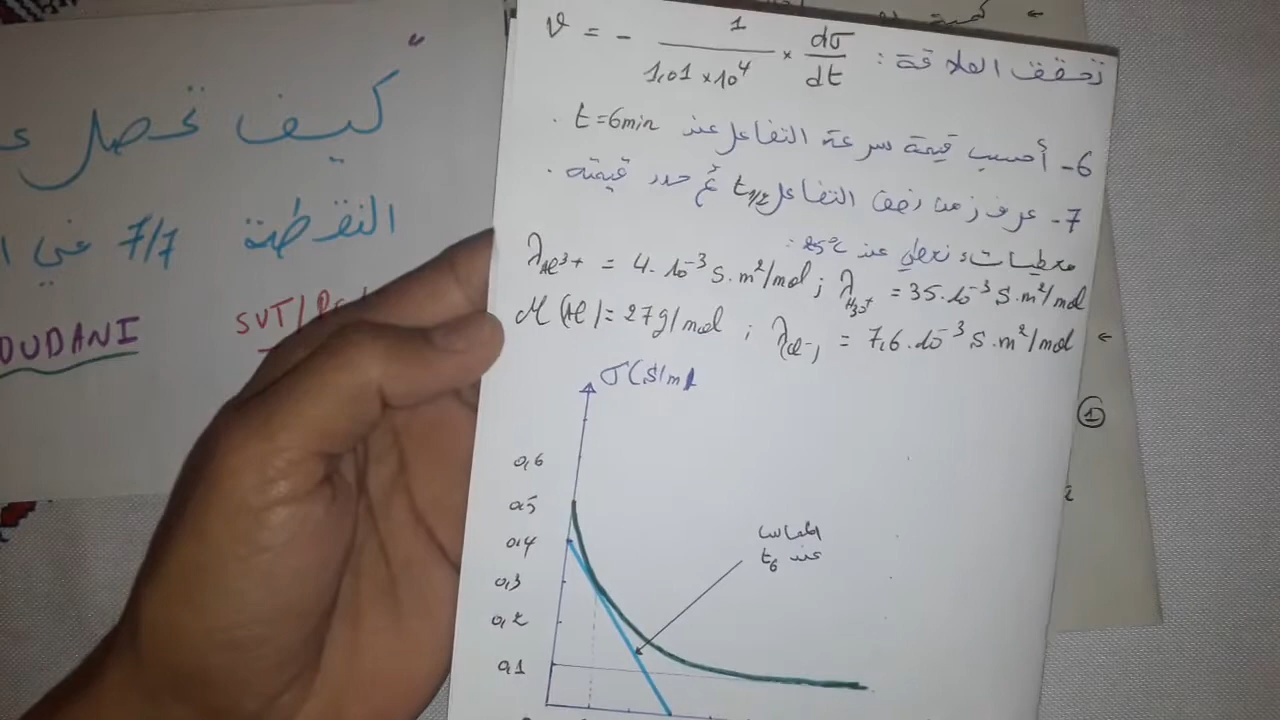 كيف تحصل ع
النقطة 7/7 في ا
OUDANI
SVT/
تحقق العلاقة : v = - 1/(1,01×10⁴) × dσ/dt
6- أحسب قيمة سرعة التفاعل عند t=6min .
7- عرف زمن نصف التفاعل t1/2 ثم حدد قيمته .
معطيات: نعطي عند 25°C :
λAl³⁺ = 4.10⁻³ S.m²/mol ; λH₃O⁺ = 35.10⁻³ S.m²/mol
M(Al)=27g/mol ; λ(Cl⁻) = 7,6.10⁻³ S.m²/mol
σ(S/m)
0,6
0,5
0,4
0,3
0,2
0,1
المماس
عند t6
1